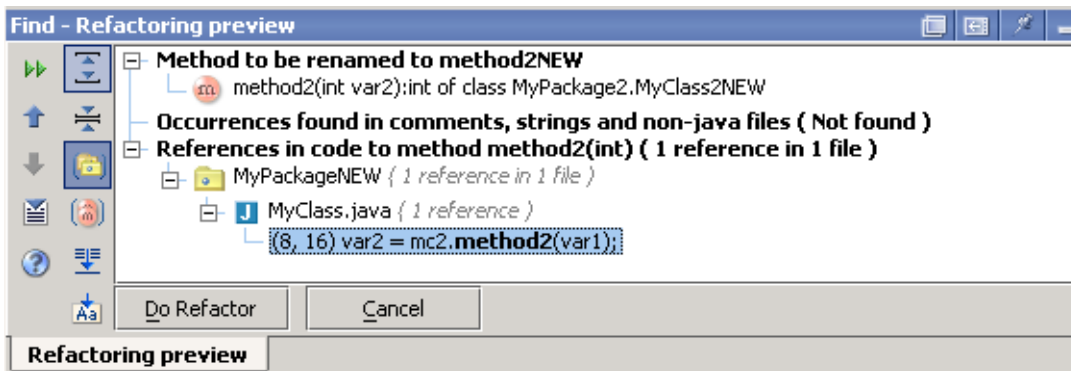 Find - Refactoring preview
Method to be renamed to method2NEW
m method2(int var2):int of class MyPackage2.MyClass2NEW
Occurrences found in comments, strings and non-java files ( Not found )
References in code to method method2(int) ( 1 reference in 1 file )
MyPackageNEW ( 1 reference in 1 file )
J MyClass.java ( 1 reference )
(8, 16) var2 = mc2.method2(var1);
m
?
Aa
Do Refactor Cancel
Refactoring preview